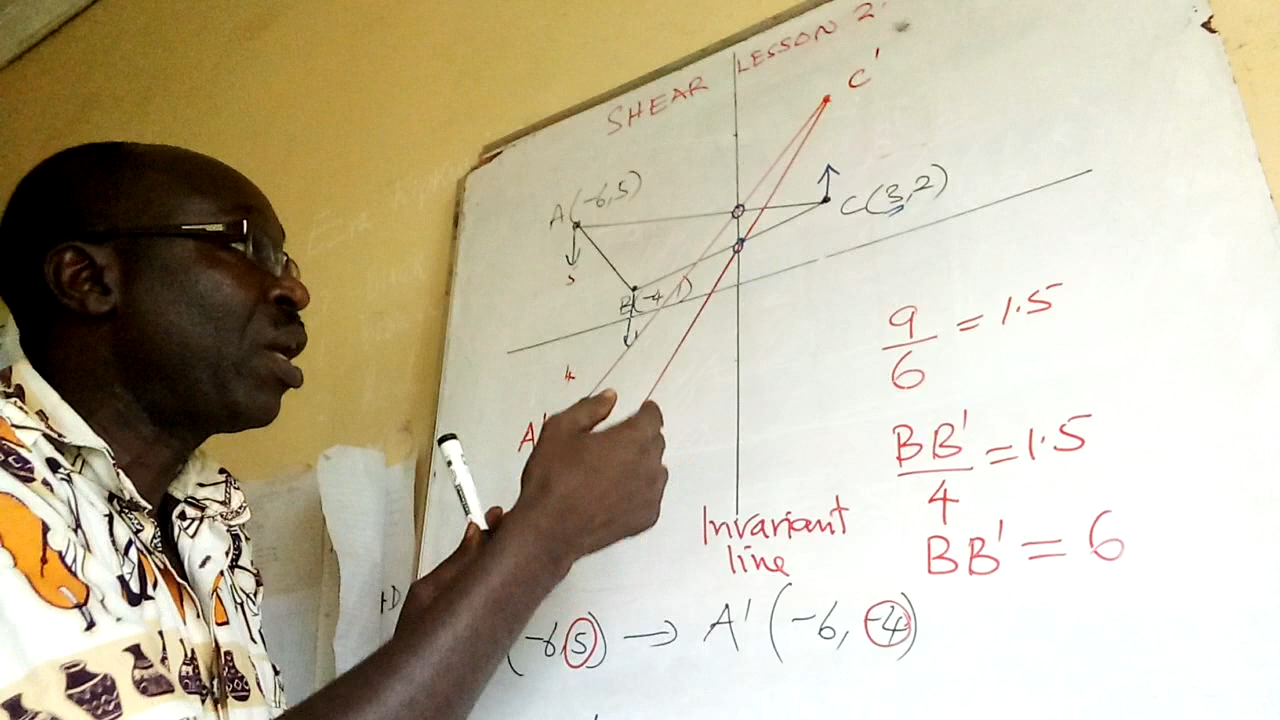 SHEAR LESSON 2
C'
A(-6,5)
C(3,2)
5
B(-4,1)
4
A'
9/6 = 1.5
BB'/4 = 1.5
BB' = 6
Invariant
line
(-6,5) → A'(-6,-4)